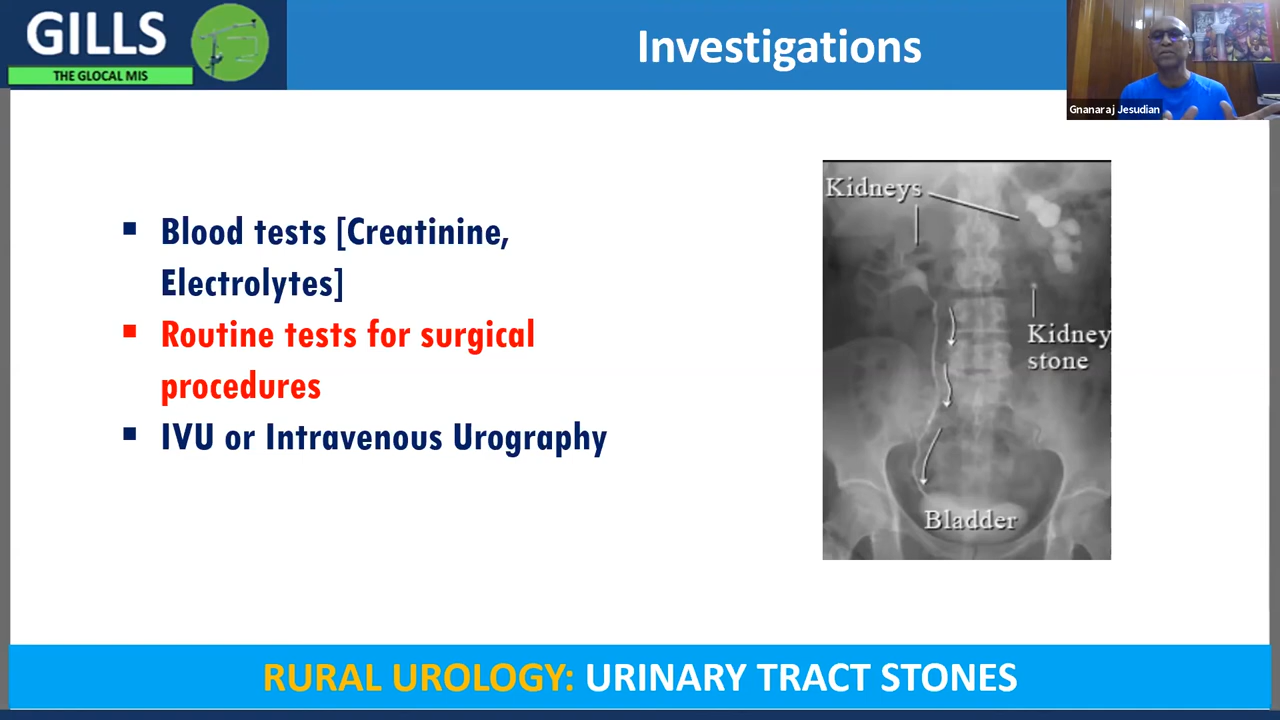 GILLS
THE GLOCAL MIS
Investigations
Gnanaraj Jesudian
▪ Blood tests [Creatinine,
Electrolytes]
▪ Routine tests for surgical
procedures
▪ IVU or Intravenous Urography
Kidneys
Kidney
stone
Bladder
RURAL UROLOGY: URINARY TRACT STONES